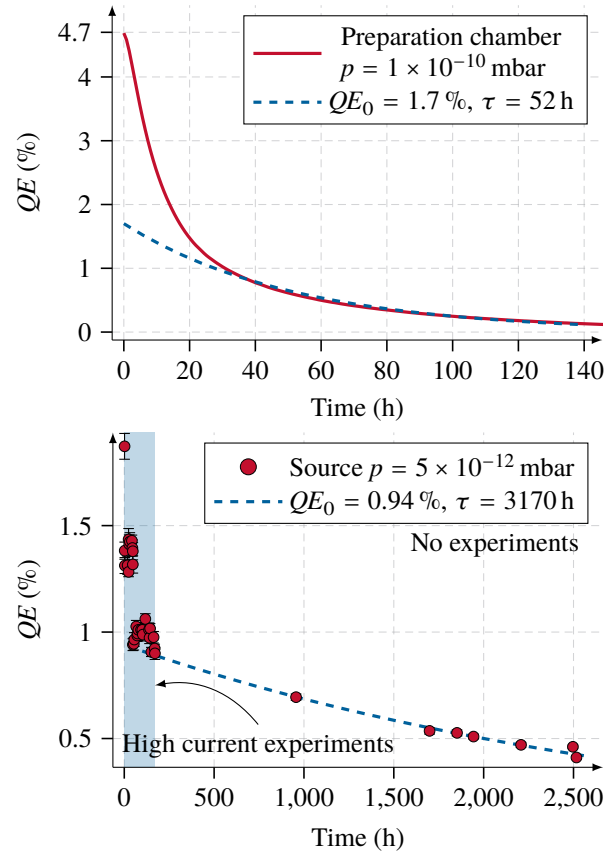 4.7
4
3
2
1
0
QE (%)
Preparation chamber
p = 1 × 10⁻¹⁰ mbar
QE₀ = 1.7 %, τ = 52 h
0 20 40 60 80 100 120 140
Time (h)
1.5
1
0.5
QE (%)
Source p = 5 × 10⁻¹² mbar
QE₀ = 0.94 %, τ = 3170 h
No experiments
High current experiments
0 500 1,000 1,500 2,000 2,500
Time (h)